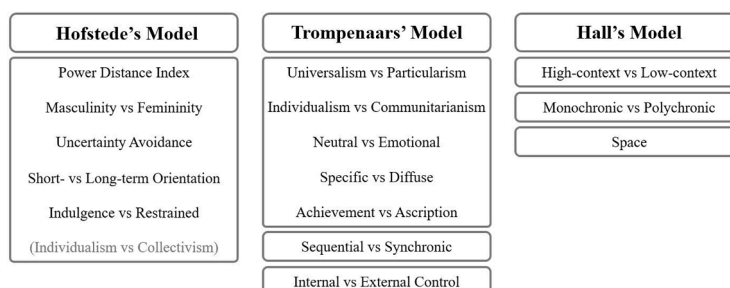 Hofstede's Model
Power Distance Index
Masculinity vs Femininity
Uncertainty Avoidance
Short- vs Long-term Orientation
Indulgence vs Restrained
(Individualism vs Collectivism)
Trompenaars' Model
Universalism vs Particularism
Individualism vs Communitarianism
Neutral vs Emotional
Specific vs Diffuse
Achievement vs Ascription
Sequential vs Synchronic
Internal vs External Control
Hall's Model
High-context vs Low-context
Monochronic vs Polychronic
Space